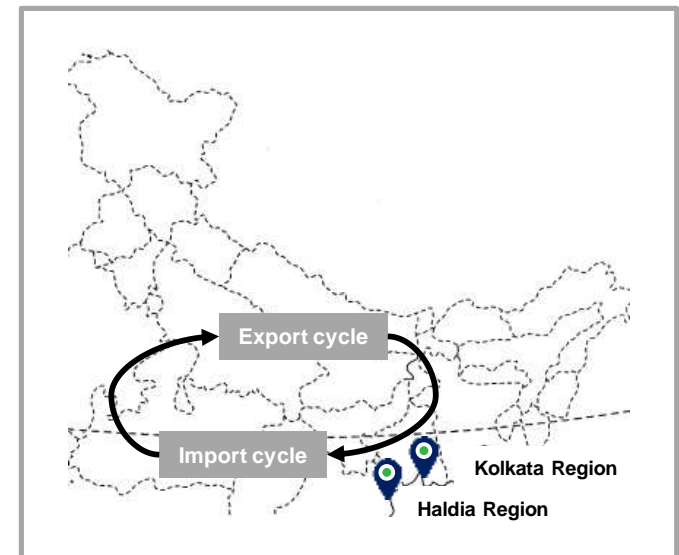 Export cycle
Import cycle
Kolkata Region
Haldia Region